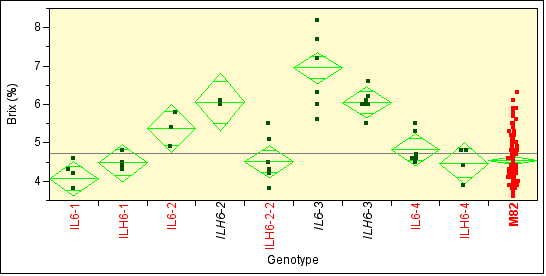 Brix (%)
8
7
6
5
4
IL6-1
ILH6-1
IL6-2
ILH6-2
ILH6-2-2
IL6-3
ILH6-3
IL6-4
ILH6-4
M82
Genotype